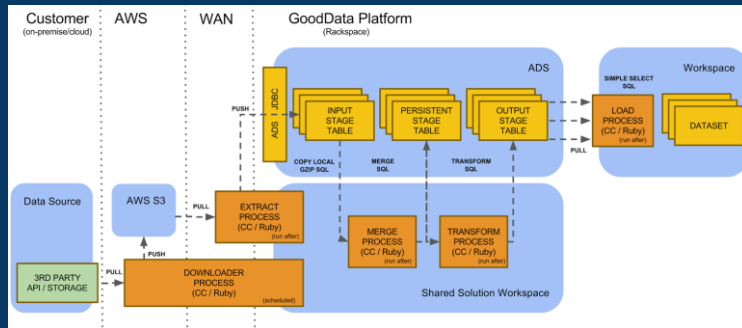 Customer
(on-premise/cloud)
AWS
WAN
GoodData Platform
(Rackspace)
ADS
Workspace
SIMPLE SELECT
SQL
PUSH
ADS JDBC
INPUT
STAGE
TABLE
PERSISTENT
STAGE
TABLE
OUTPUT
STAGE
TABLE
LOAD
PROCESS
(CC / Ruby)
(run after)
DATASET
PULL
COPY LOCAL
GZIP SQL
MERGE
SQL
TRANSFORM
SQL
Data Source
AWS S3
PULL
EXTRACT
PROCESS
(CC / Ruby)
(run after)
MERGE
PROCESS
(CC / Ruby)
(run after)
TRANSFORM
PROCESS
(CC / Ruby)
(run after)
PUSH
3RD PARTY
API / STORAGE
PULL
DOWNLOADER
PROCESS
(CC / Ruby)
(scheduled)
Shared Solution Workspace